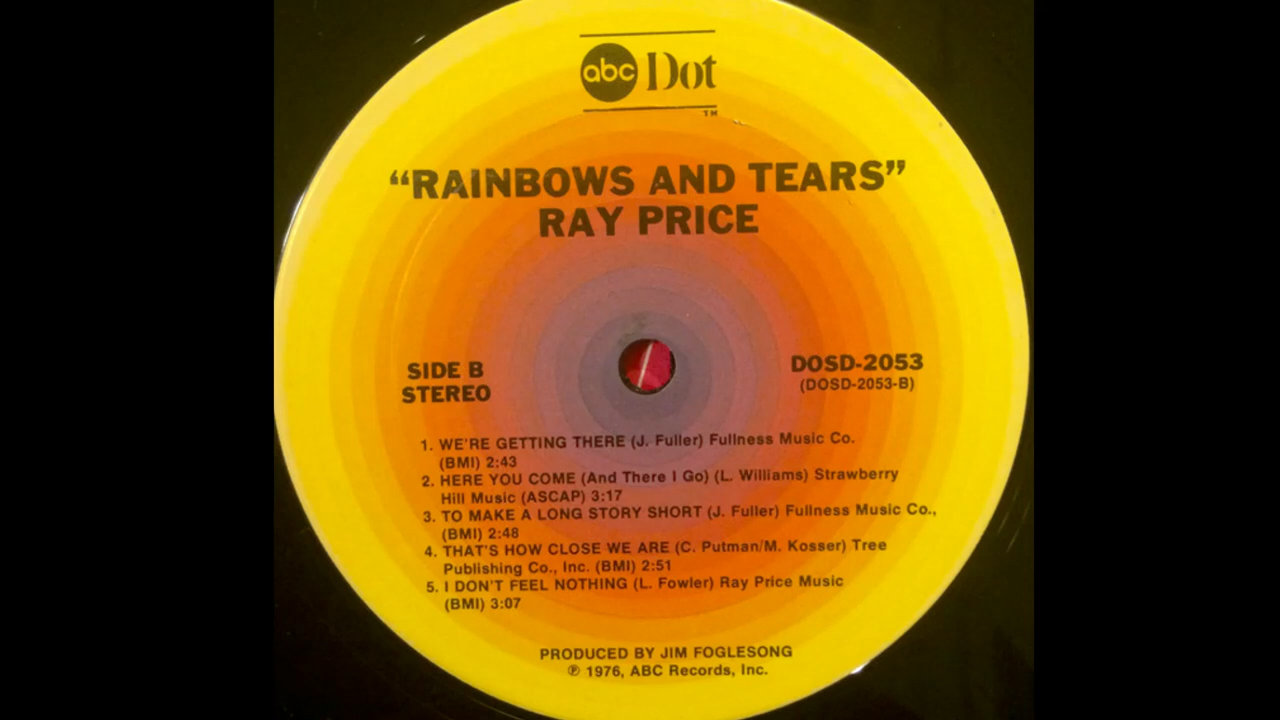 abc Dot
TM
“RAINBOWS AND TEARS”
RAY PRICE
SIDE B
STEREO
DOSD-2053
(DOSD-2053-B)
1. WE'RE GETTING THERE (J. Fuller) Fullness Music Co.
(BMI) 2:43
2. HERE YOU COME (And There I Go) (L. Williams) Strawberry
Hill Music (ASCAP) 3:17
3. TO MAKE A LONG STORY SHORT (J. Fuller) Fullness Music Co.,
(BMI) 2:48
4. THAT'S HOW CLOSE WE ARE (C. Putman/M. Kosser) Tree
Publishing Co., Inc. (BMI) 2:51
5. I DON'T FEEL NOTHING (L. Fowler) Ray Price Music
(BMI) 3:07
PRODUCED BY JIM FOGLESONG
℗ 1976, ABC Records, Inc.